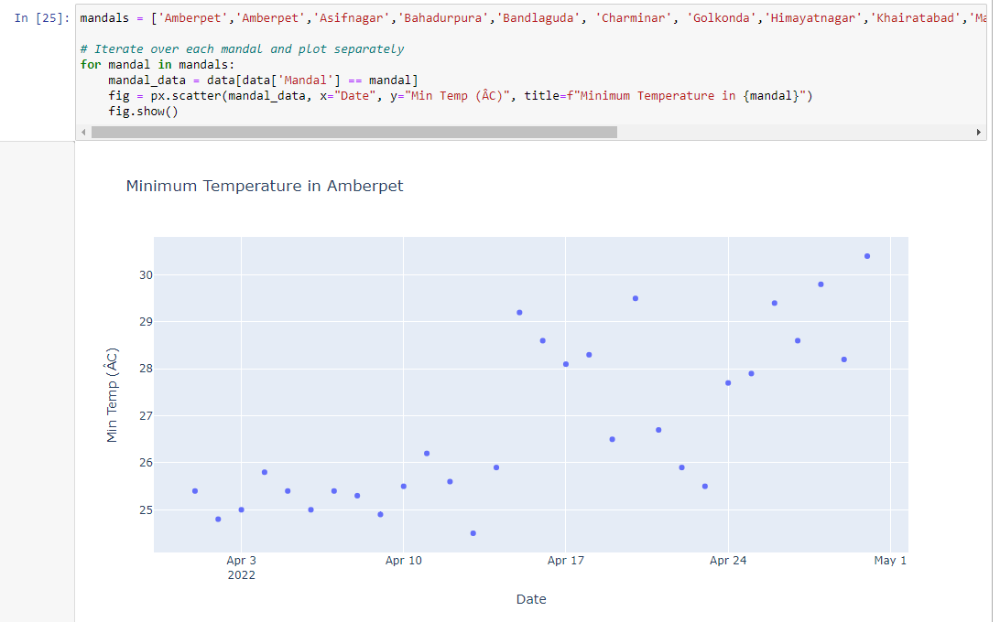 In [25]: mandals = ['Amberpet','Amberpet','Asifnagar','Bahadurpura','Bandlaguda', 'Charminar', 'Golkonda','Himayatnagar','Khairatabad','Ma
# Iterate over each mandal and plot separately
for mandal in mandals:
    mandal_data = data[data['Mandal'] == mandal]
    fig = px.scatter(mandal_data, x="Date", y="Min Temp (ÂC)", title=f"Minimum Temperature in {mandal}")
    fig.show()
Minimum Temperature in Amberpet
30
29
28
27
26
25
Min Temp (ÂC)
Apr 3 Apr 10 Apr 17 Apr 24 May 1
2022
Date